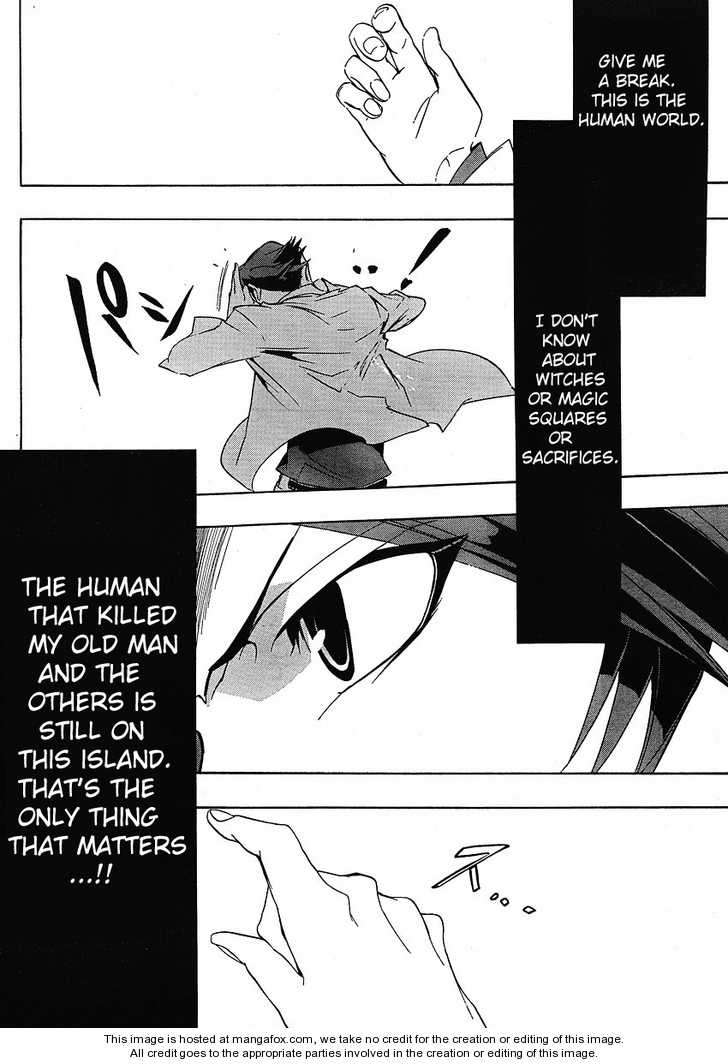 GIVE ME
A BREAK.
THIS IS THE
HUMAN WORLD.
パシ
!
I DON'T
KNOW
ABOUT
WITCHES
OR MAGIC
SQUARES
OR
SACRIFICES.
THE HUMAN
THAT KILLED
MY OLD MAN
AND THE
OTHERS IS
STILL ON
THIS ISLAND.
THAT'S THE
ONLY THING
THAT MATTERS
...!!
ス...
This image is hosted at mangafox.com, we take no credit for the creation or editing of this image.
All credit goes to the appropriate parties involved in the creation or editing of this image.